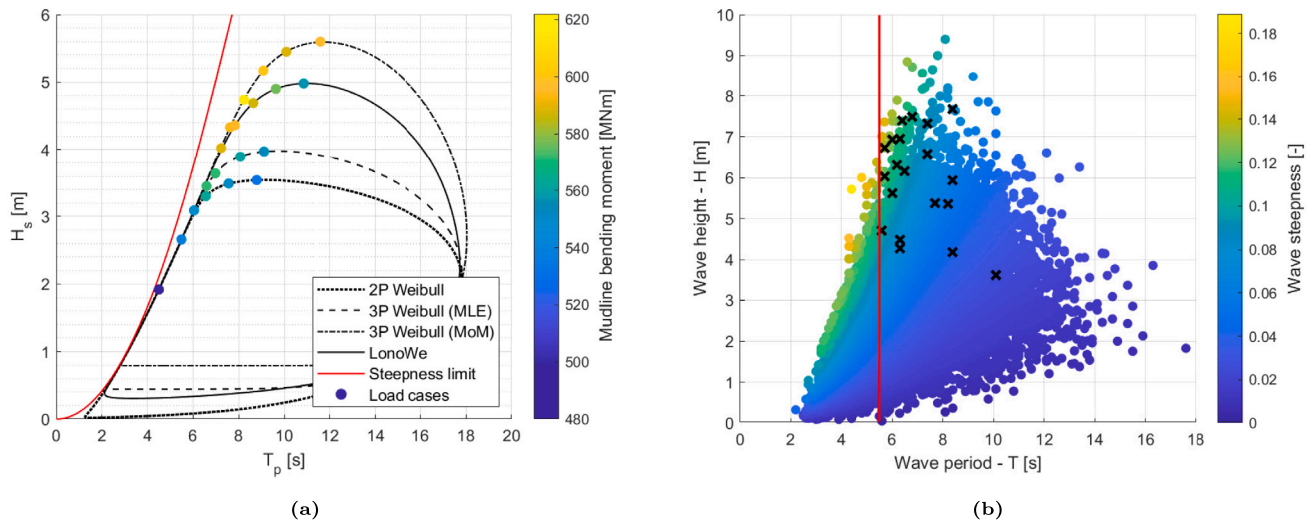 6
5
4
3
2
1
0
H_s [m]
0 2 4 6 8 10 12 14 16 18 20
T_p [s]
2P Weibull
3P Weibull (MLE)
3P Weibull (MoM)
LonoWe
Steepness limit
Load cases
620
600
580
560
540
520
500
480
Mudline bending moment [MNm]
(a)
10
9
8
7
6
5
4
3
2
1
0
Wave height - H [m]
0 2 4 6 8 10 12 14 16 18
Wave period - T [s]
0.18
0.16
0.14
0.12
0.1
0.08
0.06
0.04
0.02
0
Wave steepness [-]
(b)